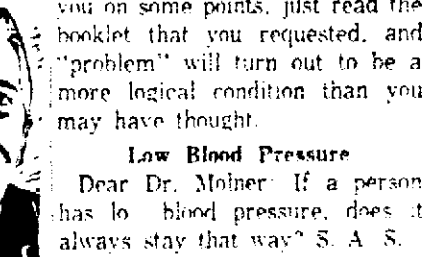 you on some points, just read the
booklet that you requested, and
"problem" will turn out to be a
more logical condition than you
may have thought.
Low Blood Pressure
Dear Dr. Molner: If a person
has lo blood pressure, does it
always stay that way? S. A. S.